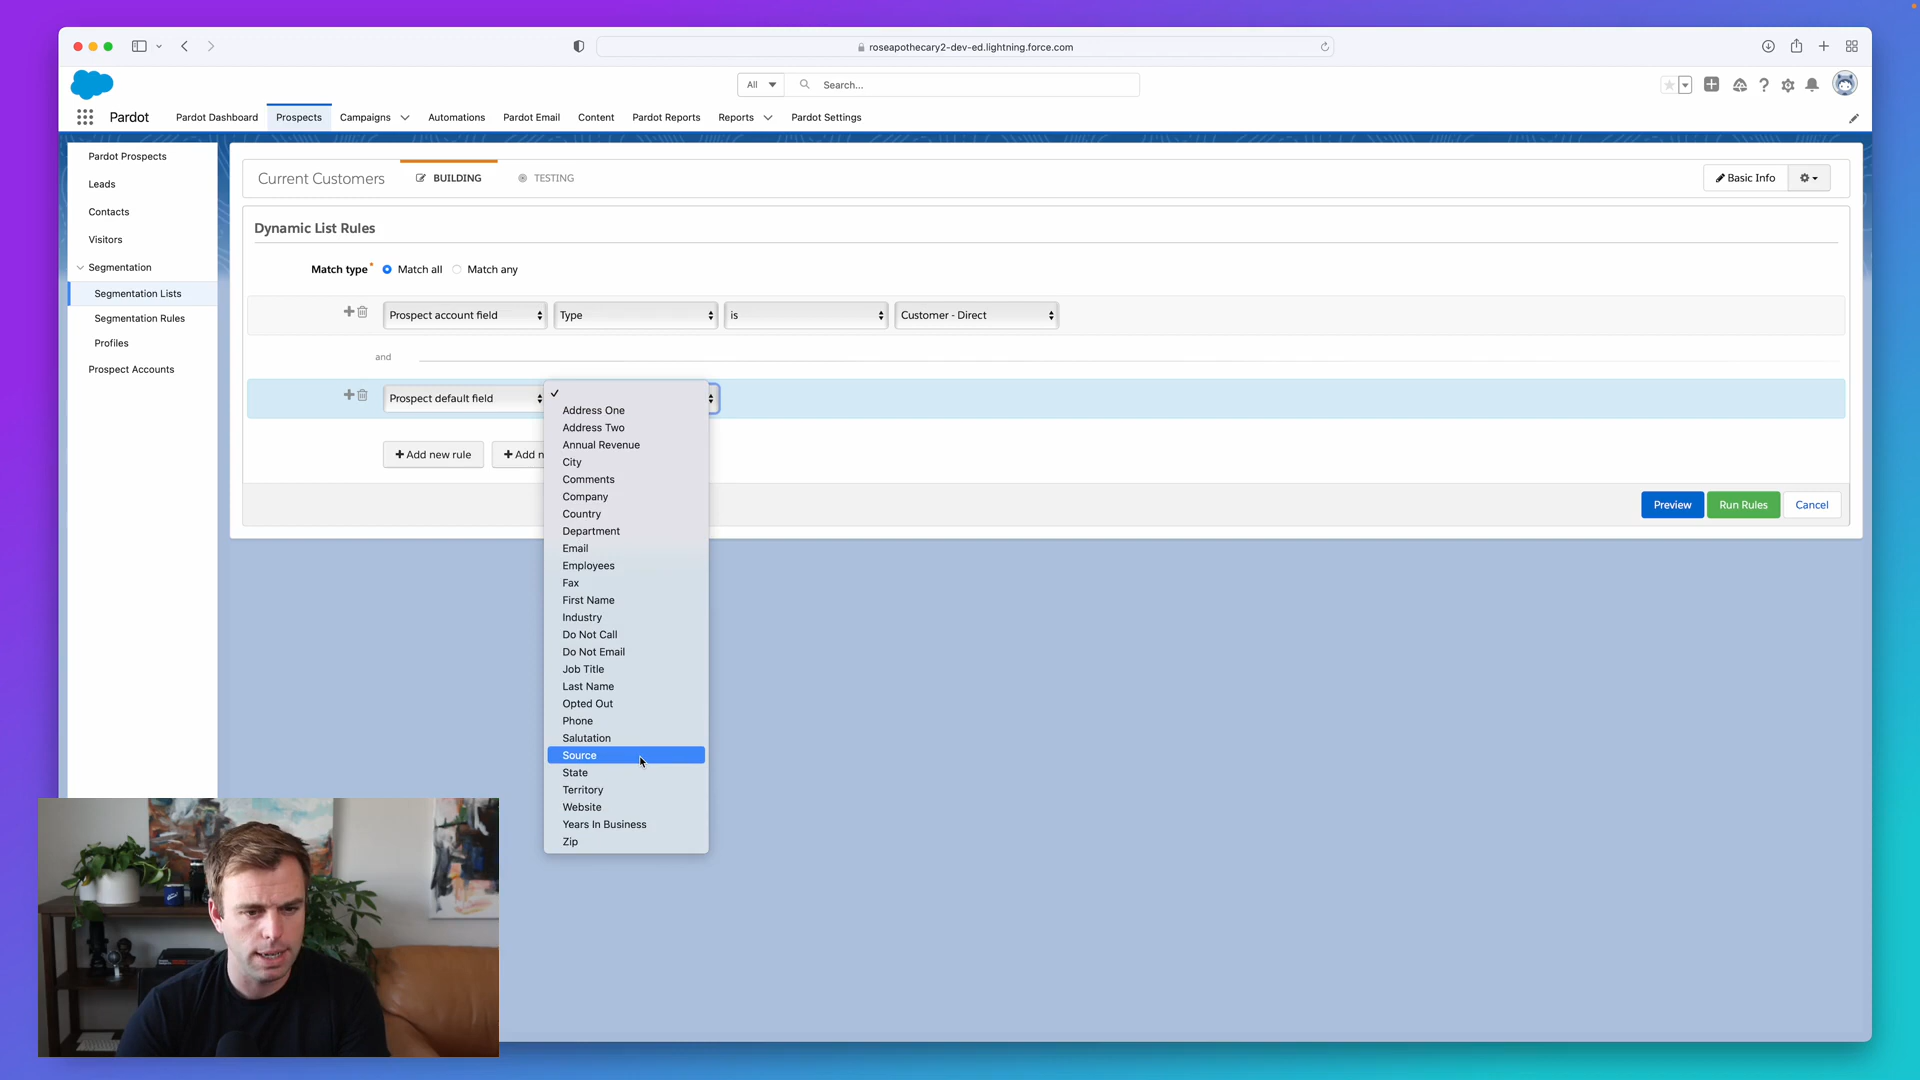 roseapothecary2-dev-ed.lightning.force.com
All
Search...
Pardot
Pardot Dashboard
Prospects
Campaigns
Automations
Pardot Email
Content
Pardot Reports
Reports
Pardot Settings
Pardot Prospects
Leads
Contacts
Visitors
Segmentation
Segmentation Lists
Segmentation Rules
Profiles
Prospect Accounts
Current Customers
BUILDING
TESTING
Basic Info
Dynamic List Rules
Match type* Match all Match any
Prospect account field Type is Customer - Direct
and
Prospect default field
Address One
Address Two
Annual Revenue
City
Comments
Company
Country
Department
Email
Employees
Fax
First Name
Industry
Do Not Call
Do Not Email
Job Title
Last Name
Opted Out
Phone
Salutation
Source
State
Territory
Website
Years In Business
Zip
+ Add new rule
+ Add n
Preview
Run Rules
Cancel